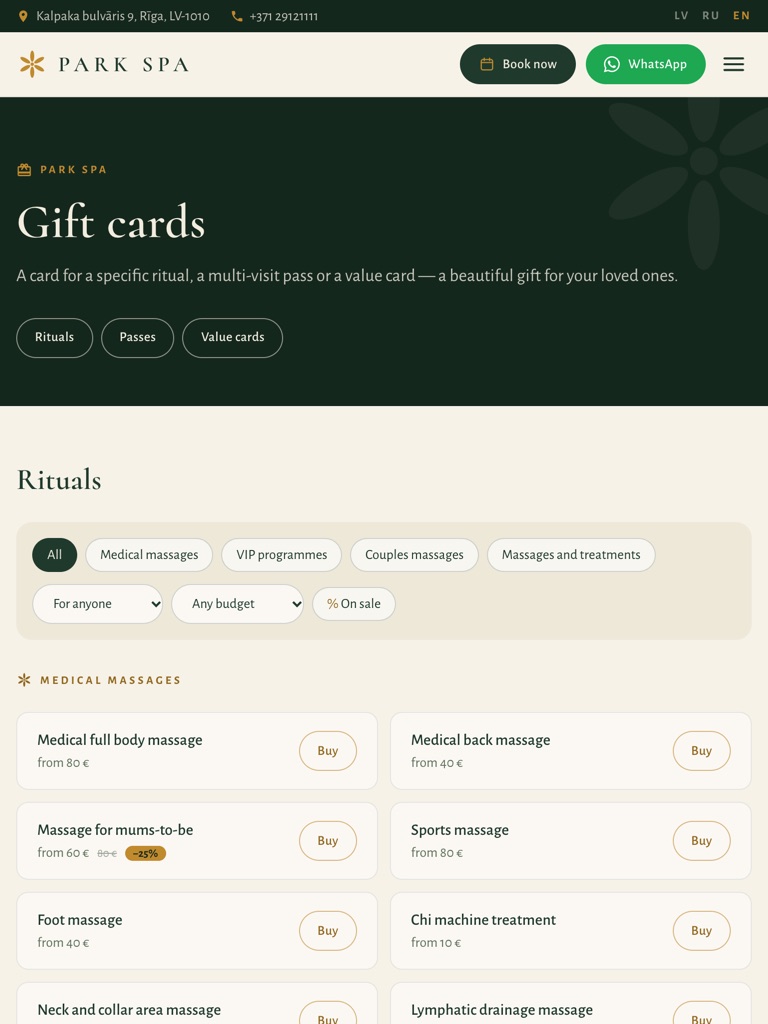 Kalpaka bulvāris 9, Rīga, LV-1010 +371 29121111 LV RU EN
PARK SPA Book now WhatsApp
PARK SPA
Gift cards
A card for a specific ritual, a multi-visit pass or a value card — a beautiful gift for your loved ones.
Rituals Passes Value cards
Rituals
All Medical massages VIP programmes Couples massages Massages and treatments
For anyone Any budget % On sale
MEDICAL MASSAGES
Medical full body massage
from 80 €
Buy
Medical back massage
from 40 €
Buy
Massage for mums-to-be
from 60 € 80 € −25%
Buy
Sports massage
from 80 €
Buy
Foot massage
from 40 €
Buy
Chi machine treatment
from 10 €
Buy
Neck and collar area massage
Buy
Lymphatic drainage massage
Buy